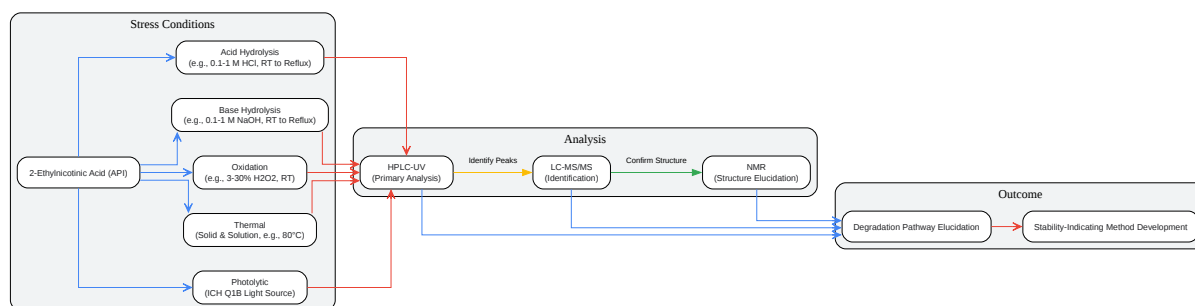 Stress Conditions
Acid Hydrolysis
(e.g., 0.1-1 M HCl, RT to Reflux)
Base Hydrolysis
(e.g., 0.1-1 M NaOH, RT to Reflux)
2-Ethylnicotinic Acid (API)
Oxidation
(e.g., 3-30% H2O2, RT)
Thermal
(Solid & Solution, e.g., 80°C)
Photolytic
(ICH Q1B Light Source)
Analysis
HPLC-UV
(Primary Analysis)
Identify Peaks
LC-MS/MS
(Identification)
Confirm Structure
NMR
(Structure Elucidation)
Outcome
Degradation Pathway Elucidation
Stability-Indicating Method Development